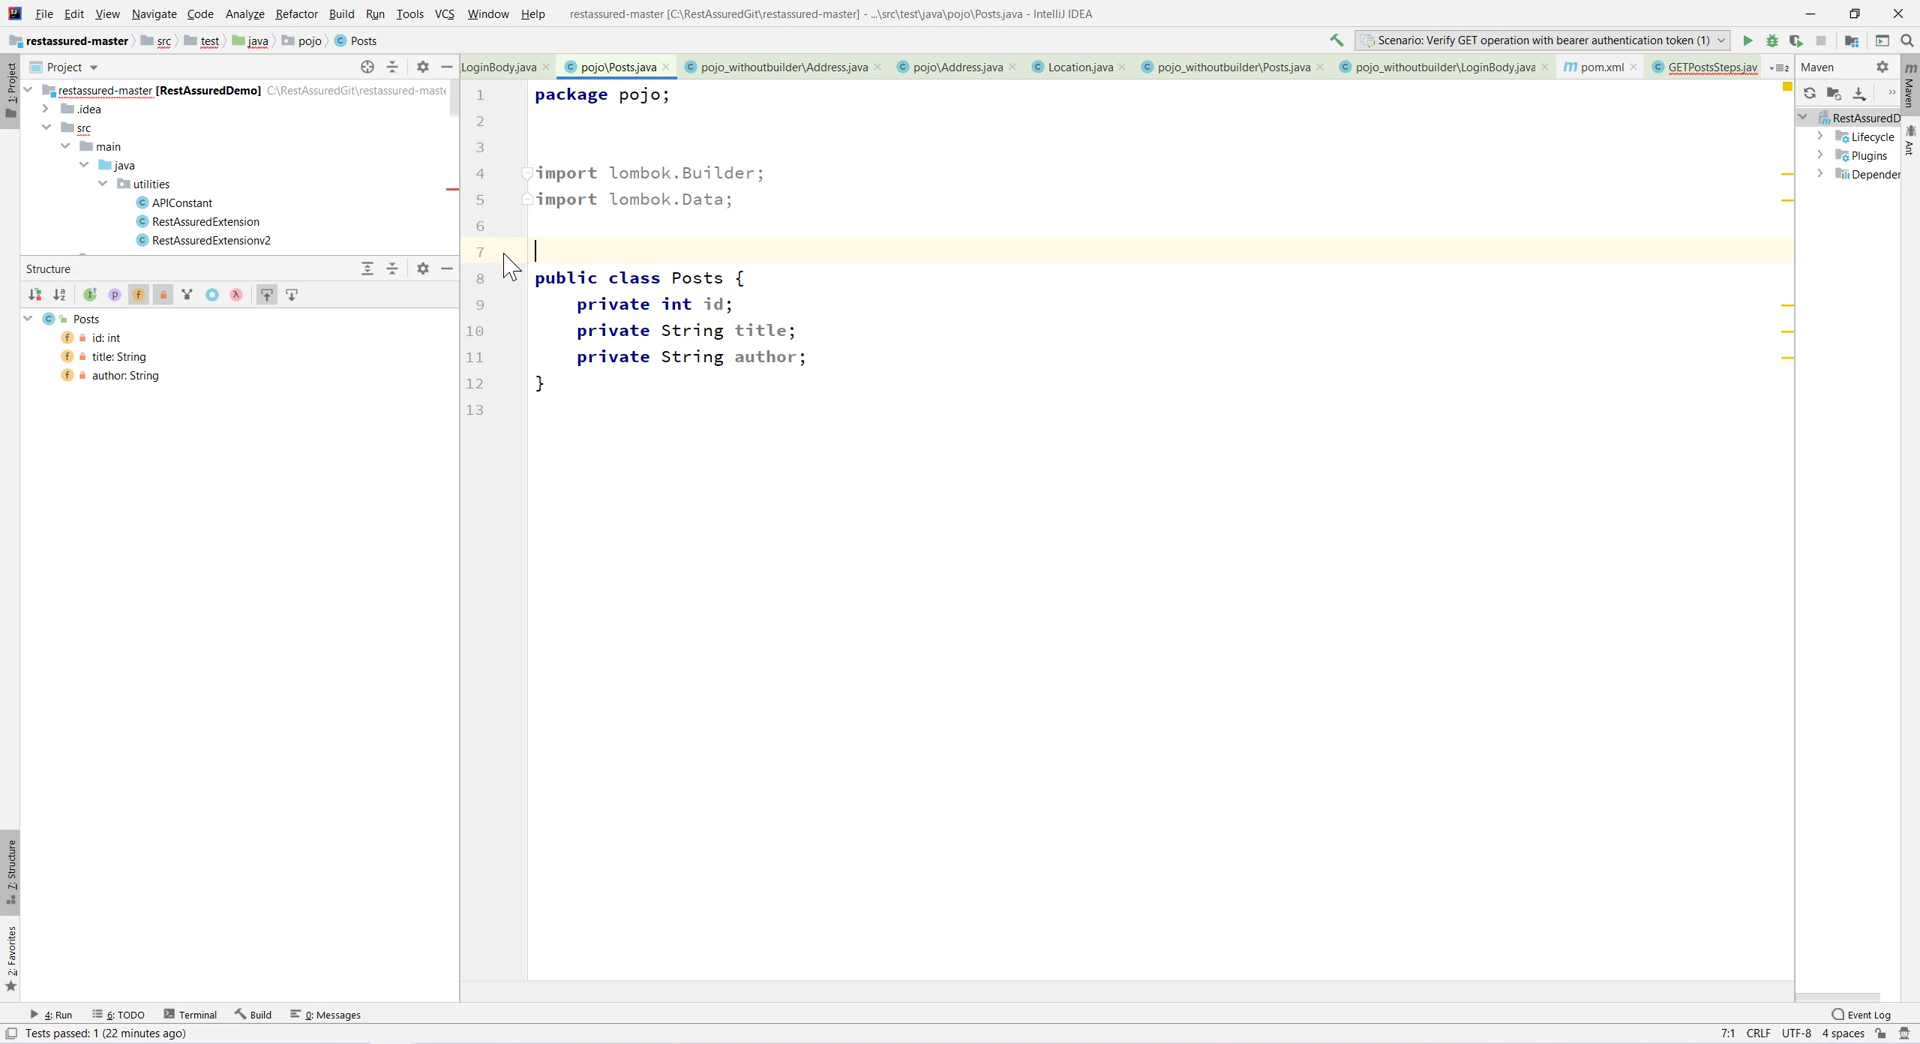 File Edit View Navigate Code Analyze Refactor Build Run Tools VCS Window Help restassured-master [C:\RestAssuredGit\restassured-master] - ...\src\test\java\pojo\Posts.java - IntelliJ IDEA
restassured-master src test java pojo Posts
Scenario: Verify GET operation with bearer authentication token (1)
Project
LoginBody.java pojo\Posts.java pojo_withoutbuilder\Address.java pojo\Address.java Location.java pojo_withoutbuilder\Posts.java pojo_withoutbuilder\LoginBody.java pom.xml GETPostsSteps.jav
Maven
1: Project
restassured-master [RestAssuredDemo] C:\RestAssuredGit\restassured-maste
.idea
src
main
java
utilities
APIConstant
RestAssuredExtension
RestAssuredExtensionv2
Structure
Posts
id: int
title: String
author: String
1 package pojo;
2
3
4 import lombok.Builder;
5 import lombok.Data;
6
7
8 public class Posts {
9 private int id;
10 private String title;
11 private String author;
12 }
13
RestAssuredD
Lifecycle
Plugins
Depender
Maven
Ant
Z: Structure
2: Favorites
4: Run 6: TODO Terminal Build 0: Messages Event Log
Tests passed: 1 (22 minutes ago) 7:1 CRLF UTF-8 4 spaces